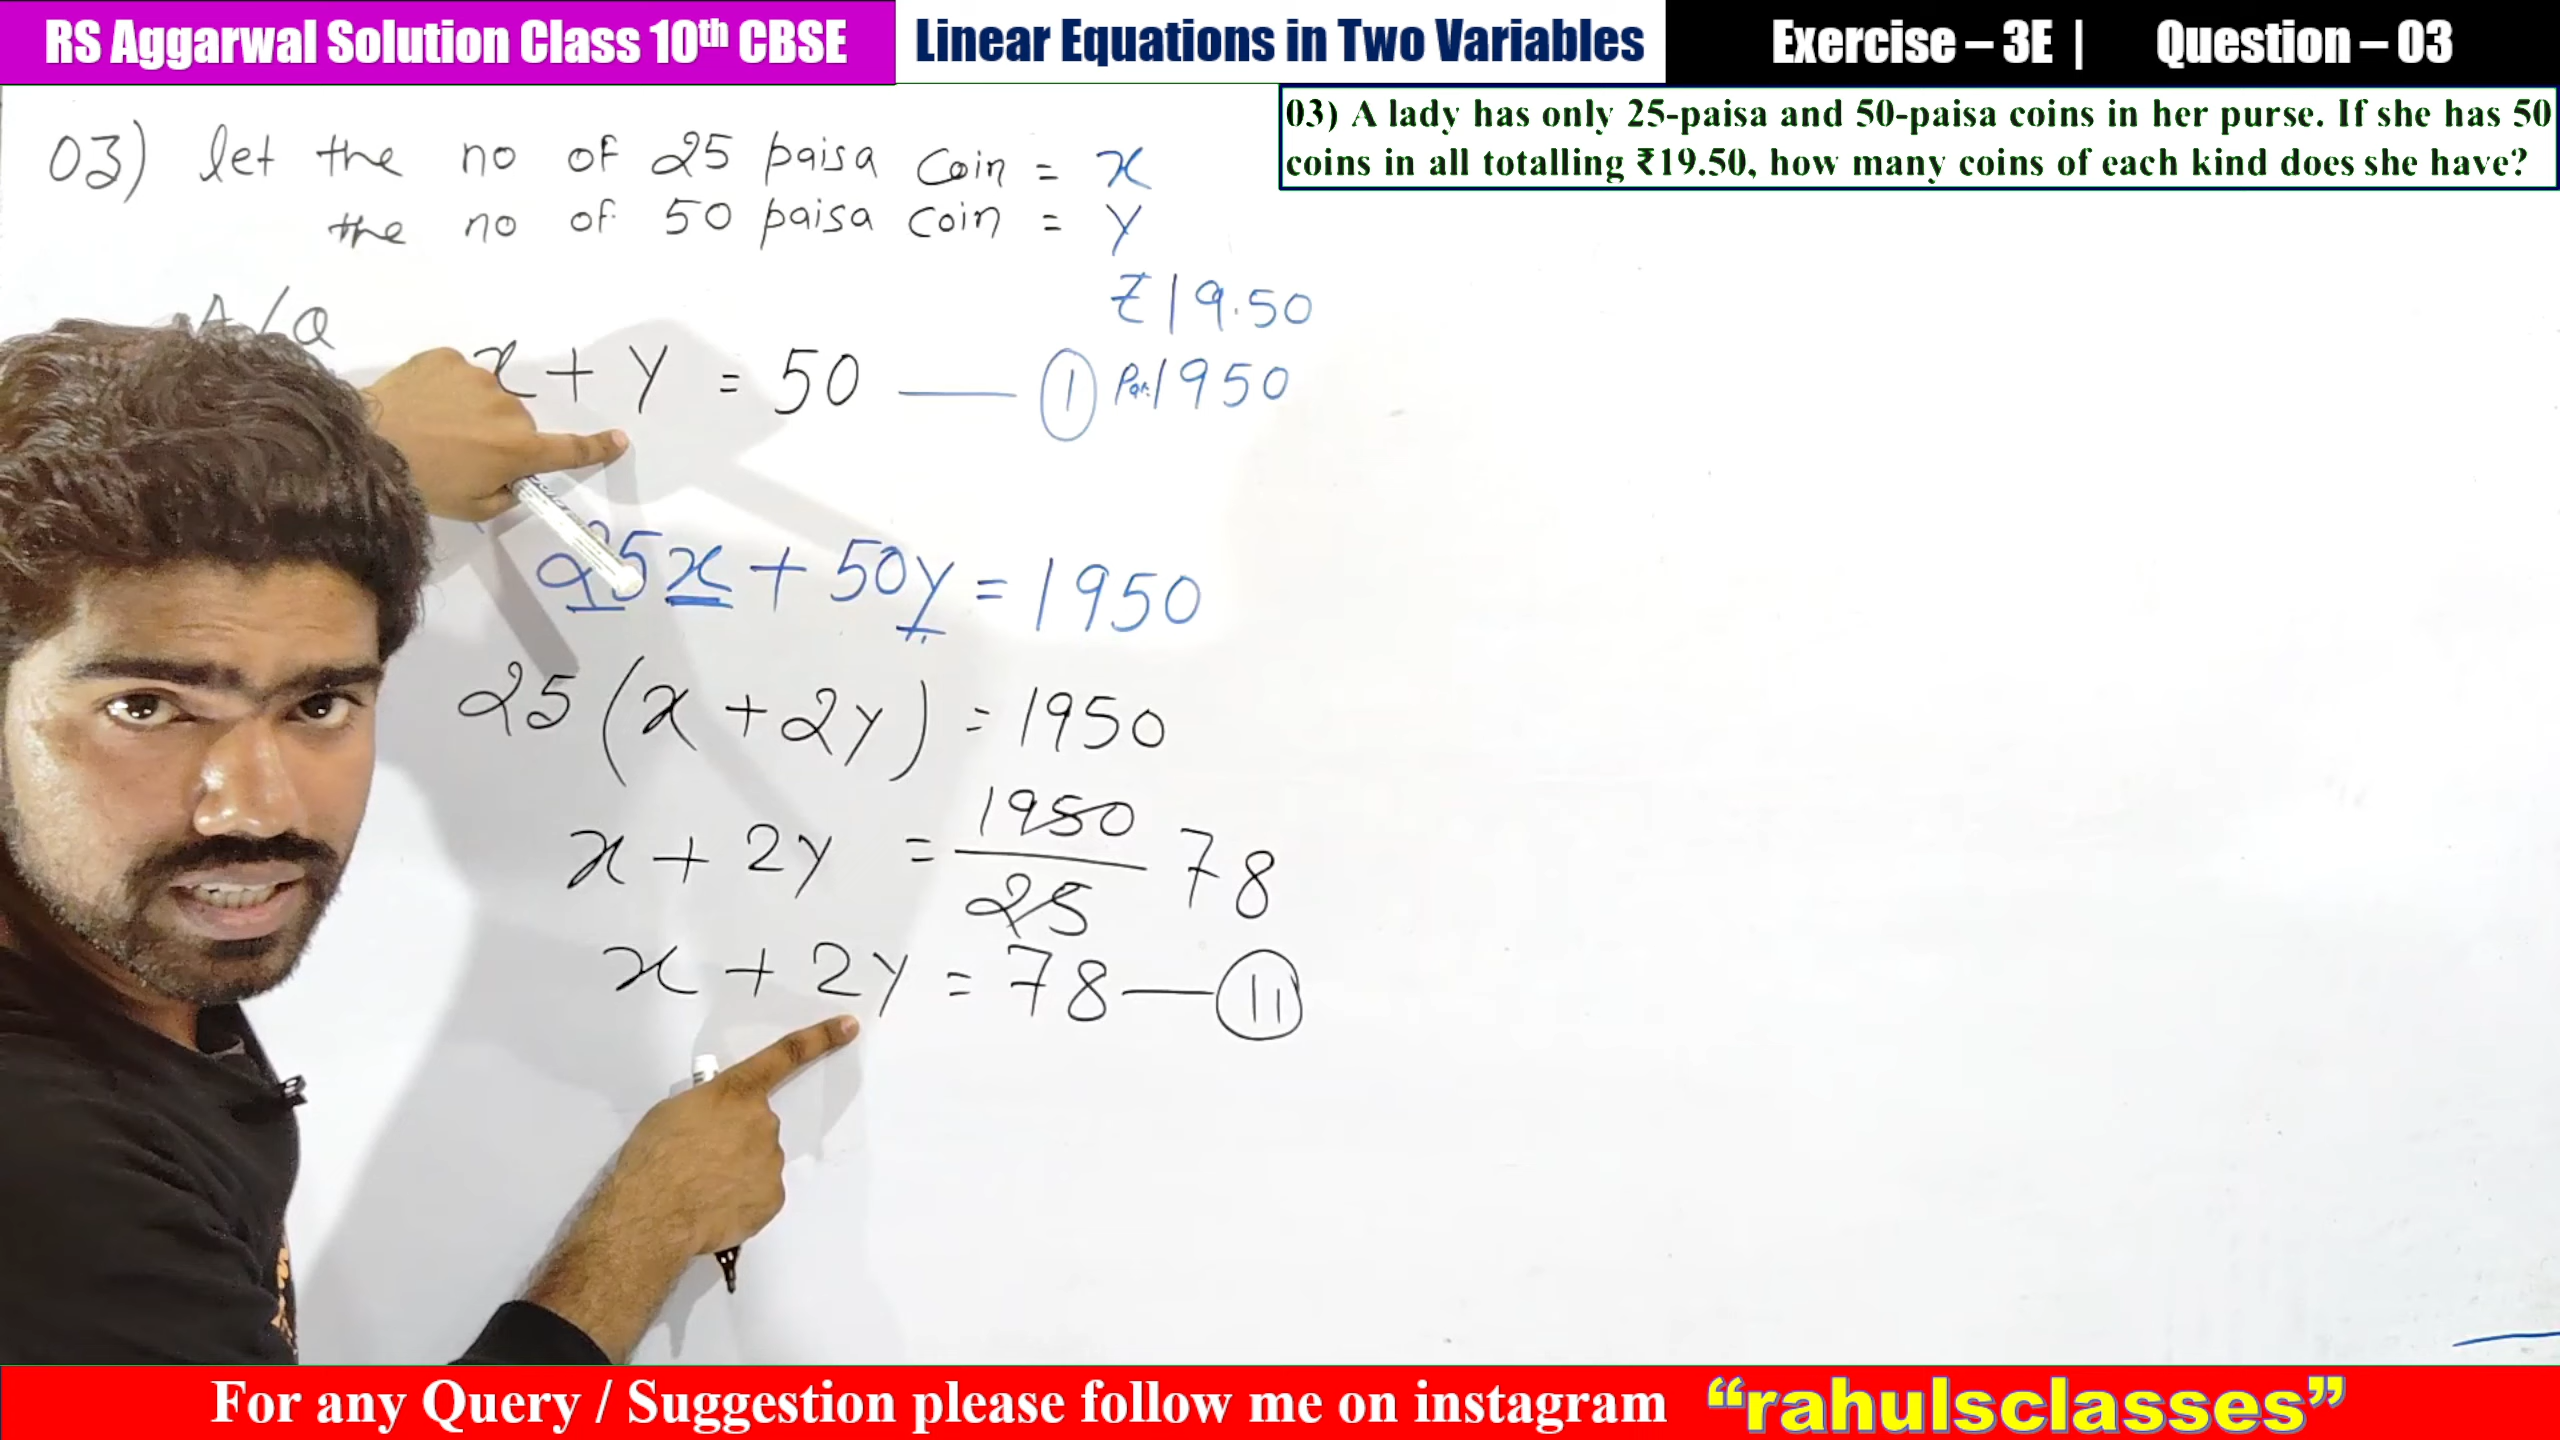 RS Aggarwal Solution Class 10th CBSE
Linear Equations in Two Variables
Exercise – 3E | Question – 03
03) A lady has only 25-paisa and 50-paisa coins in her purse. If she has 50
coins in all totalling ₹19.50, how many coins of each kind does she have?
03) let the no of 25 paisa coin = x
the no of 50 paisa coin = y
₹19.50
A/Q
x + y = 50 — (1)
1950
25x + 50y = 1950
25 (x + 2y) = 1950
x + 2y = 1950/25 78
x + 2y = 78 — (11)
For any Query / Suggestion please follow me on instagram “rahulsclasses”